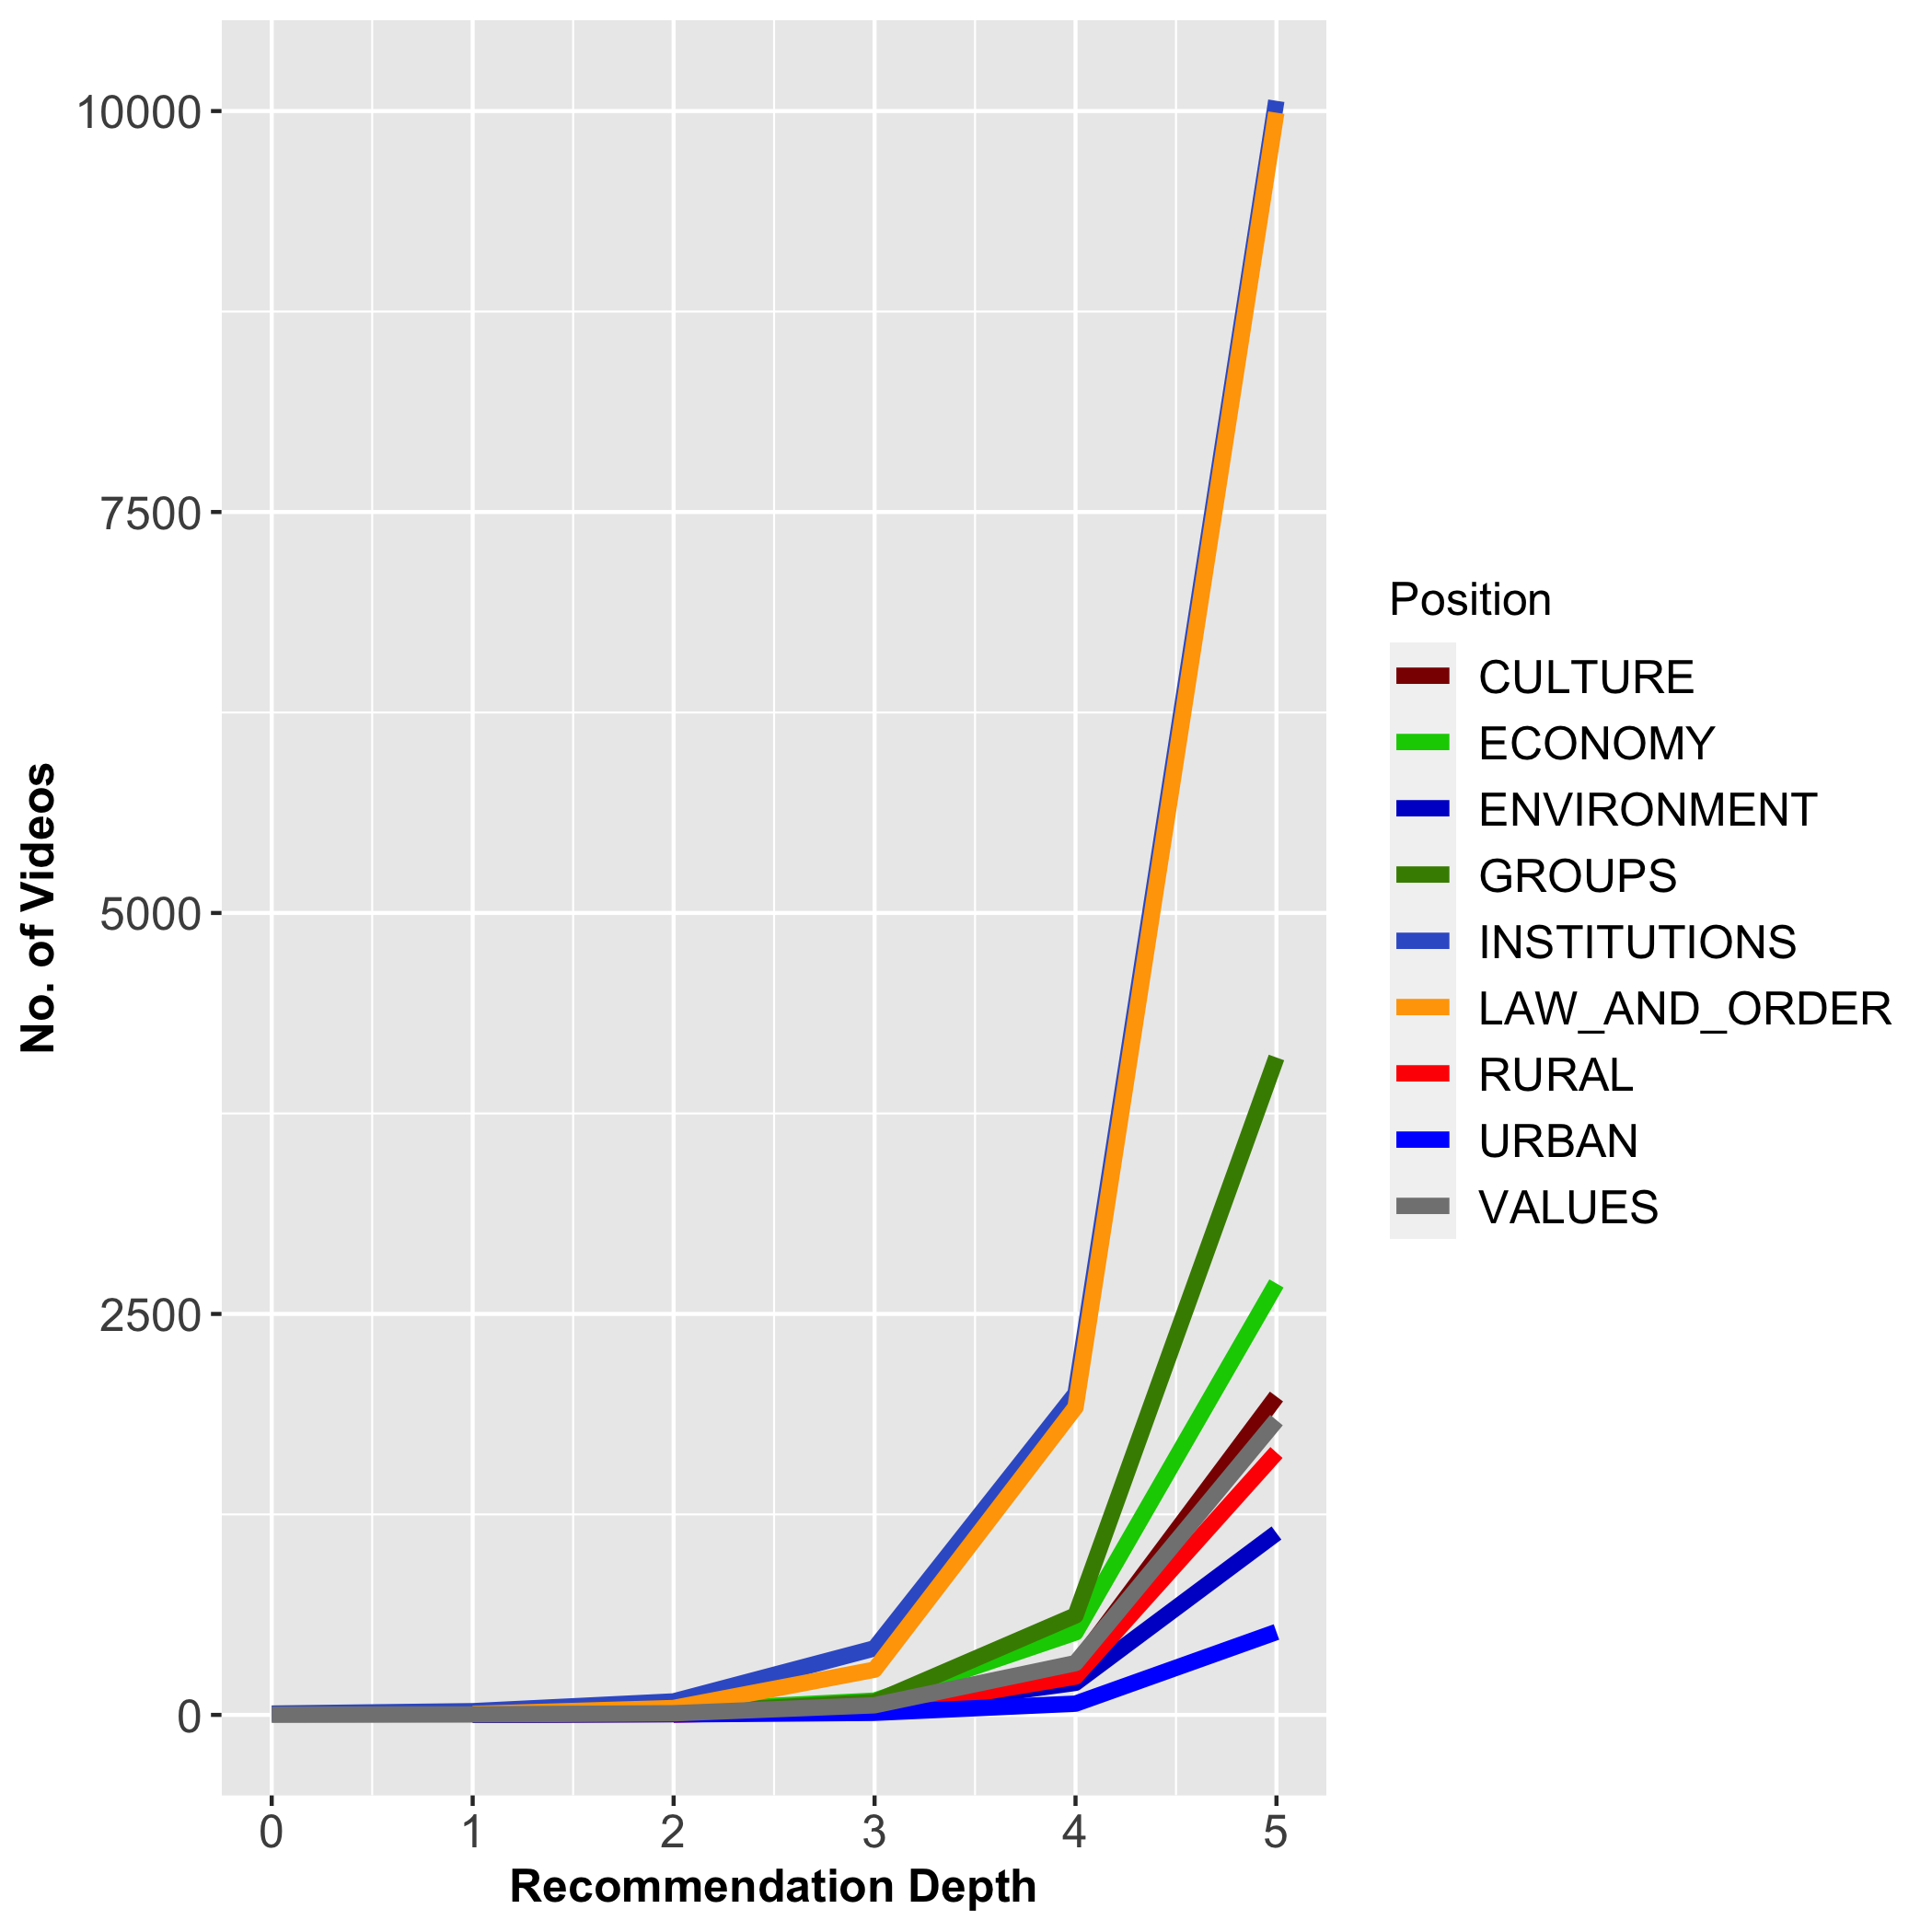 10000
7500
5000
2500
0
No. of Videos
0 1 2 3 4 5
Recommendation Depth
Position
CULTURE
ECONOMY
ENVIRONMENT
GROUPS
INSTITUTIONS
LAW_AND_ORDER
RURAL
URBAN
VALUES